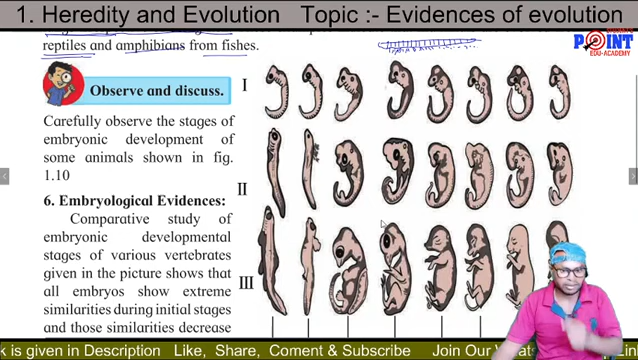 1. Heredity and Evolution Topic :- Evidences of evolution
reptiles and amphibians from fishes.
POINT
EDU-ACADEMY
Observe and discuss.
I
Carefully observe the stages of
embryonic development of
some animals shown in fig.
1.10
II
6. Embryological Evidences:
Comparative study of
embryonic developmental
stages of various vertebrates
given in the picture shows that
all embryos show extreme
similarities during initial stages
and those similarities decrease
III
k is given in Description Like, Share, Coment & Subscribe Join Our